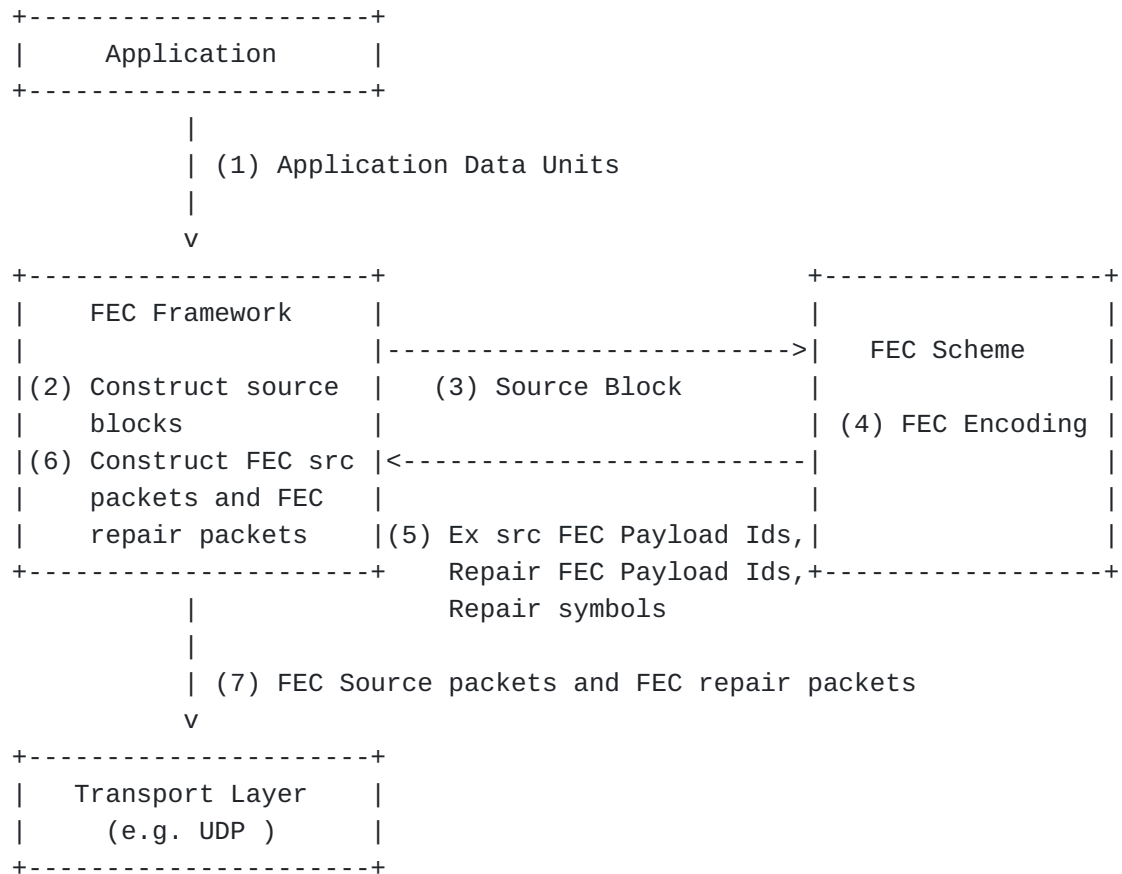 Application
(1) Application Data Units
FEC Framework
FEC Scheme
(2) Construct source (3) Source Block
blocks (4) FEC Encoding
(6) Construct FEC src
packets and FEC
repair packets (5) Ex src FEC Payload Ids,
Repair FEC Payload Ids,
Repair symbols
(7) FEC Source packets and FEC repair packets
Transport Layer
(e.g. UDP )